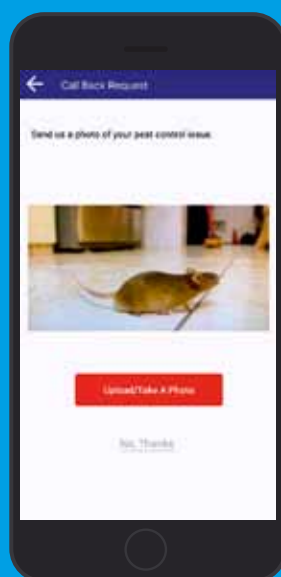 Call Back Request
Send us a photo of your pest control issue.
Upload/Take A Photo
No, Thanks